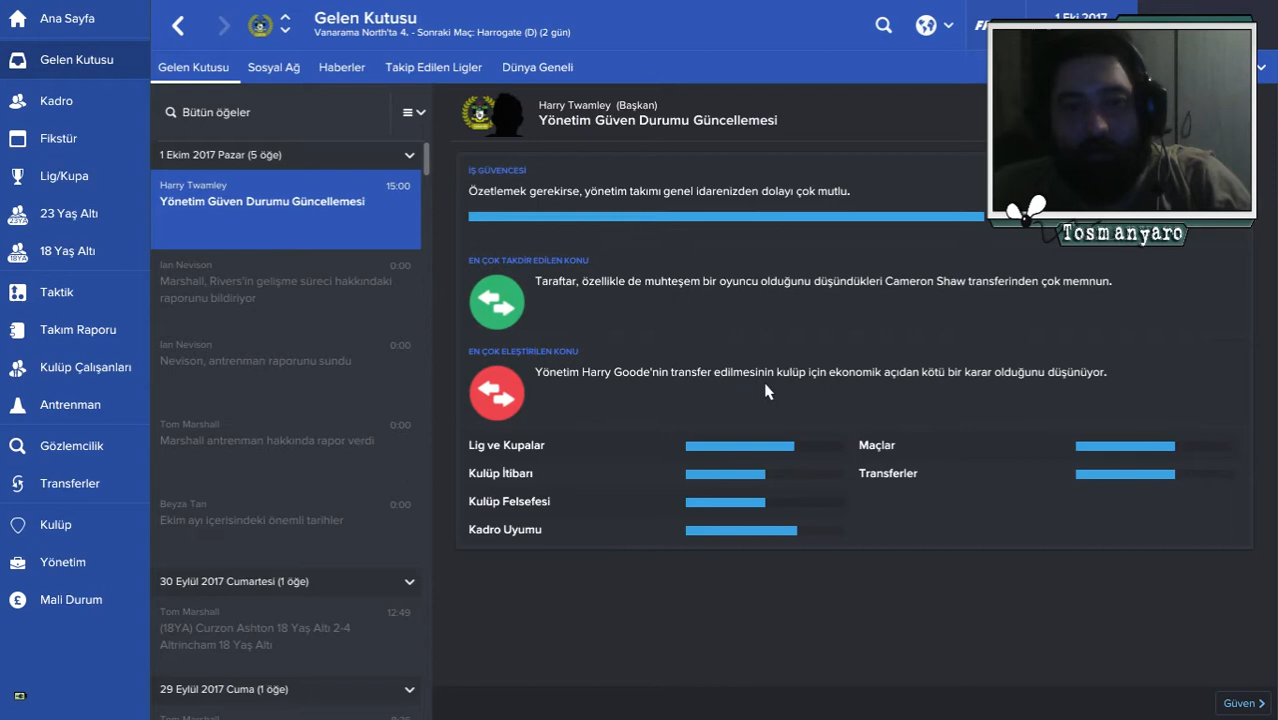 Ana Sayfa
Gelen Kutusu
Kadro
Fikstür
Lig/Kupa
23 Yaş Altı
18 Yaş Altı
Taktik
Takım Raporu
Kulüp Çalışanları
Antrenman
Gözlemcilik
Transferler
Kulüp
Yönetim
Mali Durum
Gelen Kutusu
Vanarama North'ta 4. - Sonraki Maç: Harrogate (D) (2 gün)
1 Eki 2017
Gelen Kutusu Sosyal Ağ Haberler Takip Edilen Ligler Dünya Geneli
Bütün öğeler
1 Ekim 2017 Pazar (5 öğe)
Harry Twamley 15:00
Yönetim Güven Durumu Güncellemesi
Ian Nevison 0:00
Marshall, Rivers'in gelişme süreci hakkındaki
raporunu bildiriyor
Ian Nevison 0:00
Nevison, antrenman raporunu sundu
Tom Marshall 0:00
Marshall antrenman hakkında rapor verdi
Beyza Tan 0:00
Ekim ayı içerisindeki önemli tarihler
30 Eylül 2017 Cumartesi (1 öğe)
Tom Marshall 12:49
(18YA) Curzon Ashton 18 Yaş Altı 2-4
Altrincham 18 Yaş Altı
29 Eylül 2017 Cuma (1 öğe)
Tom Marshall
Harry Twamley (Başkan)
Yönetim Güven Durumu Güncellemesi
İŞ GÜVENCESİ
Özetlemek gerekirse, yönetim takımı genel idarenizden dolayı çok mutlu.
EN ÇOK TAKDİR EDİLEN KONU
Taraftar, özellikle de muhteşem bir oyuncu olduğunu düşündükleri Cameron Shaw transferinden çok memnun.
EN ÇOK ELEŞTİRİLEN KONU
Yönetim Harry Goode'nin transfer edilmesinin kulüp için ekonomik açıdan kötü bir karar olduğunu düşünüyor.
Lig ve Kupalar Maçlar
Kulüp İtibarı Transferler
Kulüp Felsefesi
Kadro Uyumu
Güven
Tosmanyaro